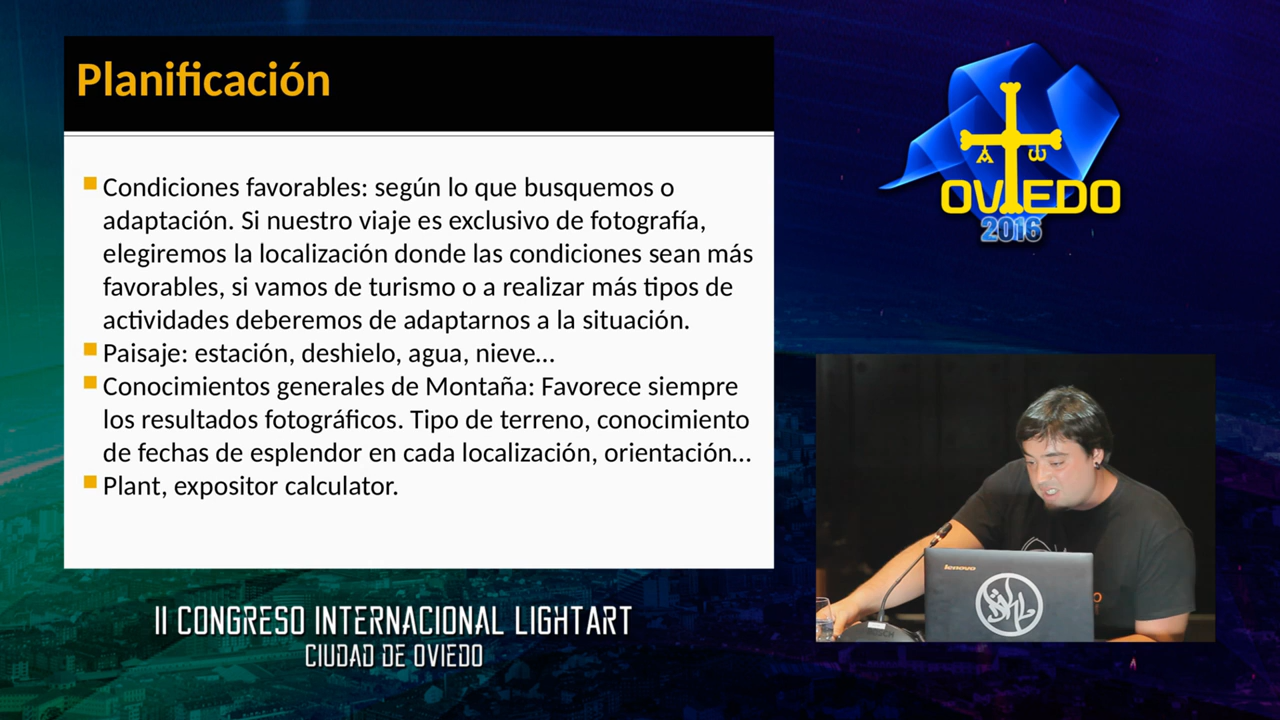 Planificación
Condiciones favorables: según lo que busquemos o
adaptación. Si nuestro viaje es exclusivo de fotografía,
elegiremos la localización donde las condiciones sean más
favorables, si vamos de turismo o a realizar más tipos de
actividades deberemos de adaptarnos a la situación.
Paisaje: estación, deshielo, agua, nieve...
Conocimientos generales de Montaña: Favorece siempre
los resultados fotográficos. Tipo de terreno, conocimiento
de fechas de esplendor en cada localización, orientación...
Plant, expositor calculator.
OVIEDO
2016
lenovo
II CONGRESO INTERNACIONAL LIGHTART
CIUDAD DE OVIEDO